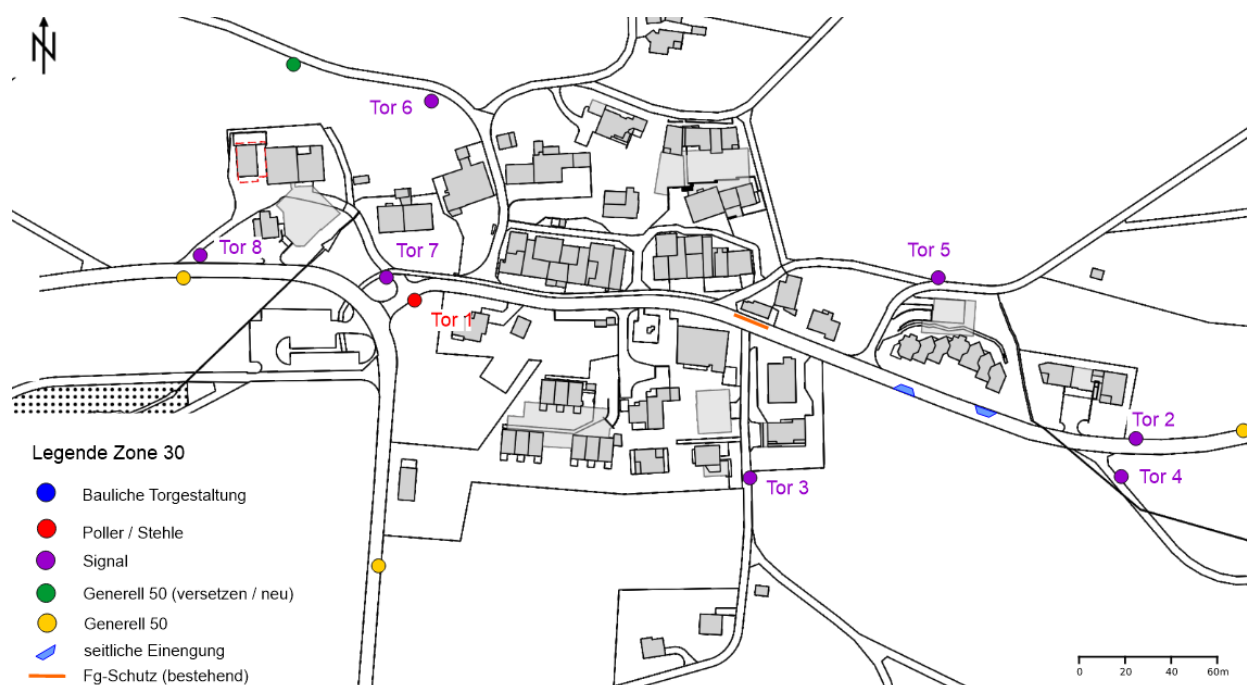 N
Tor 6
Tor 8
Tor 7
Tor 5
Tor 1
Tor 2
Tor 4
Tor 3
Legende Zone 30
Bauliche Torgestaltung
Poller / Stehle
Signal
Generell 50 (versetzen / neu)
Generell 50
seitliche Einengung
Fg-Schutz (bestehend)
0 20 40 60m